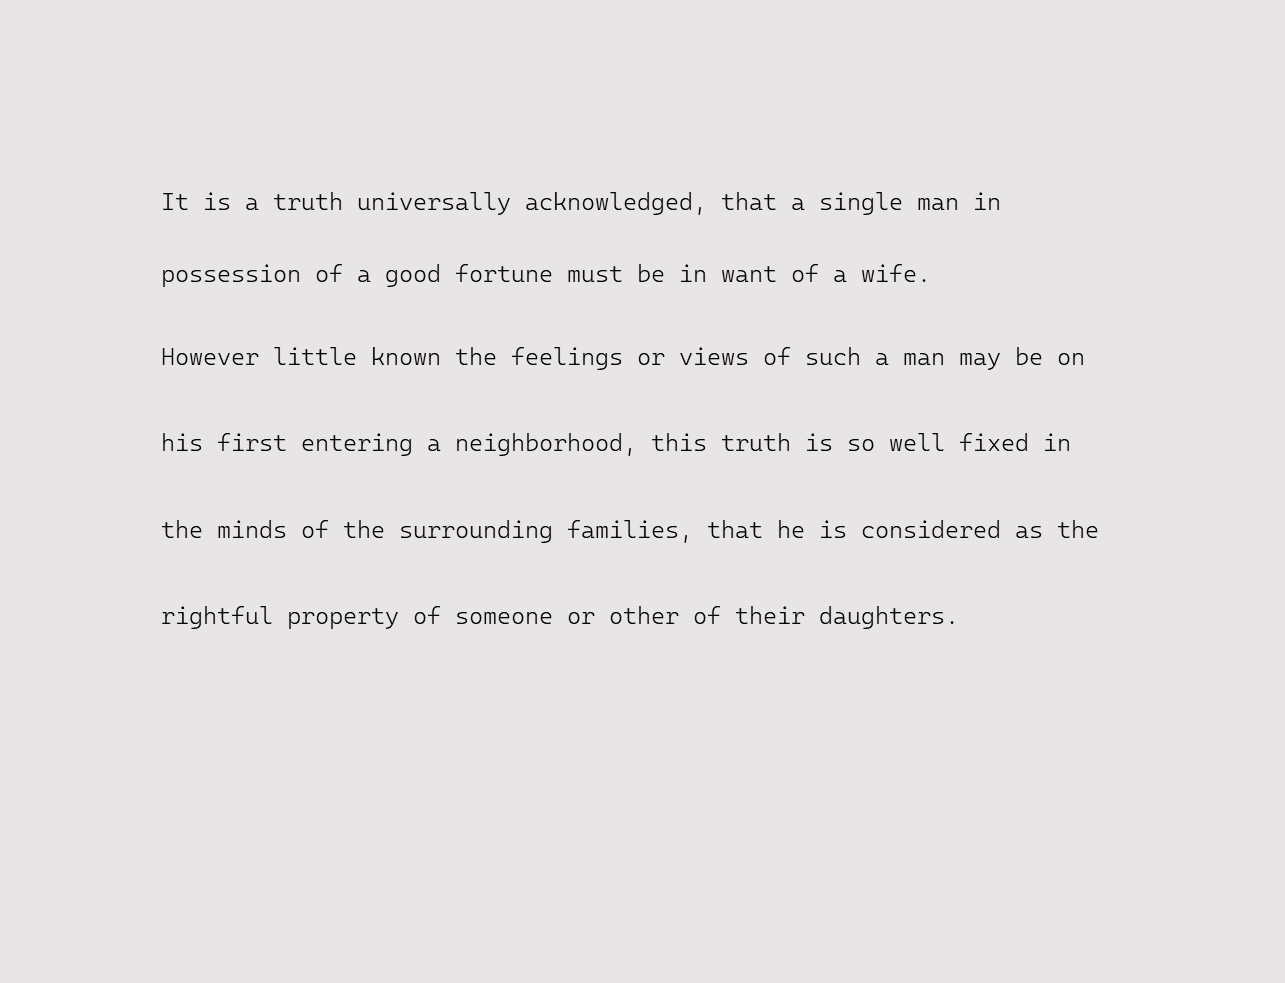 It is a truth universally acknowledged, that a single man in
possession of a good fortune must be in want of a wife.
However little known the feelings or views of such a man may be on
his first entering a neighborhood, this truth is so well fixed in
the minds of the surrounding families, that he is considered as the
rightful property of someone or other of their daughters.